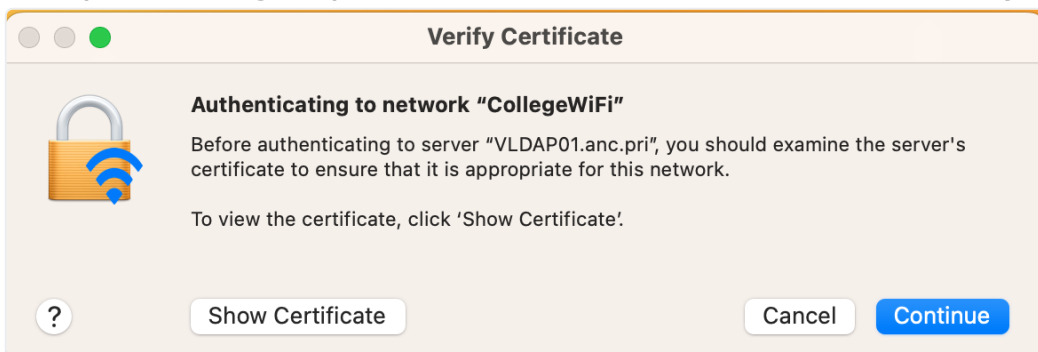 Verify Certificate
Authenticating to network “CollegeWiFi”
Before authenticating to server “VLDAP01.anc.pri”, you should examine the server's
certificate to ensure that it is appropriate for this network.
To view the certificate, click ‘Show Certificate’.
?
Show Certificate
Cancel
Continue